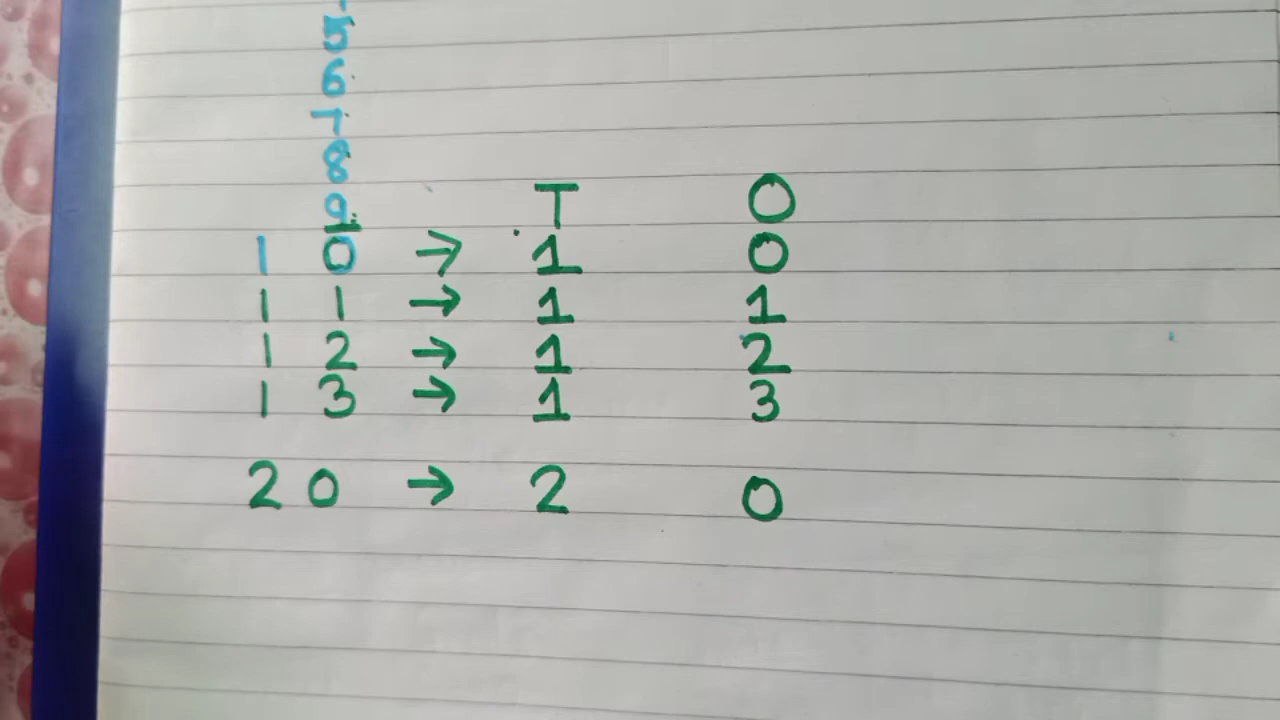 5
6
7
8
9 T O
1 0 → 1 0
1 1 → 1 1
1 2 → 1 2
1 3 → 1 3
2 0 → 2 0